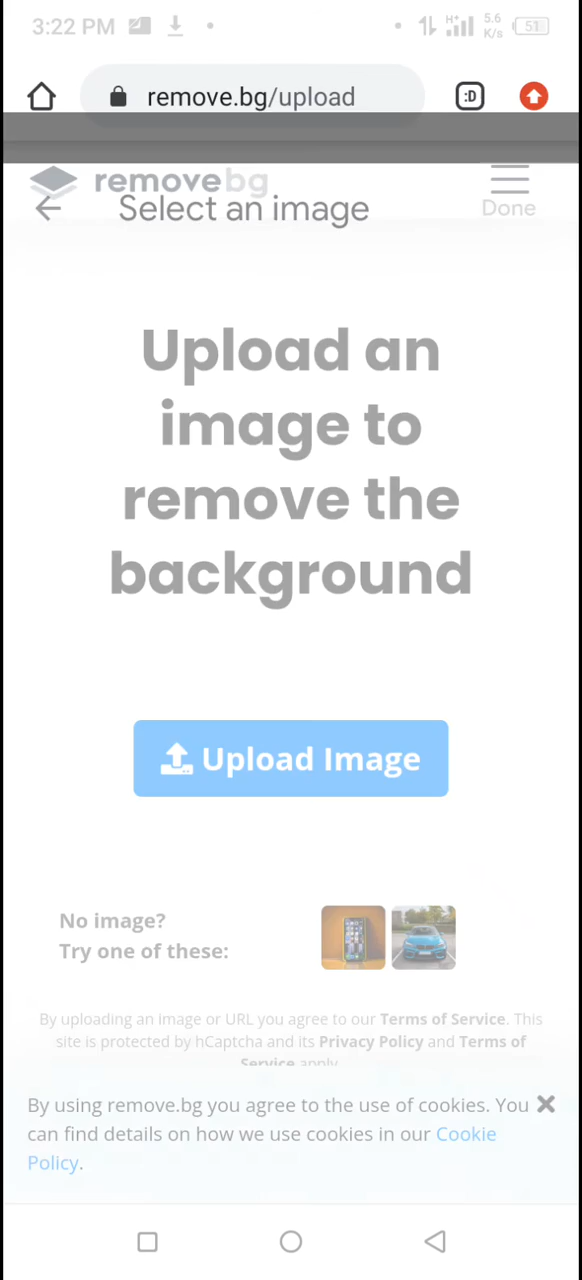 3:22 PM
H+
5.6
K/s
51
remove.bg/upload
:D
removebg
Select an image
Done
Upload an
image to
remove the
background
Upload Image
No image?
Try one of these:
By uploading an image or URL you agree to our Terms of Service. This
site is protected by hCaptcha and its Privacy Policy and Terms of
Service apply
By using remove.bg you agree to the use of cookies. You
can find details on how we use cookies in our Cookie
Policy.